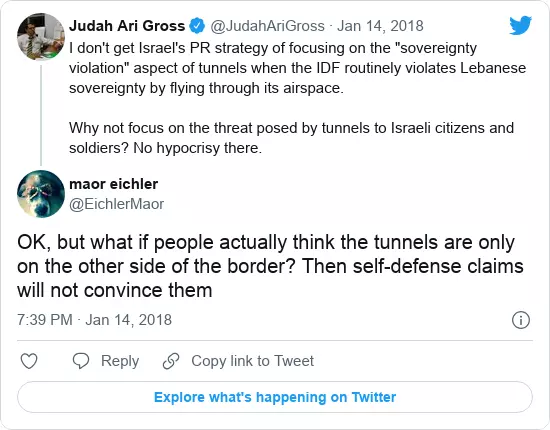 Judah Ari Gross @JudahAriGross · Jan 14, 2018
I don't get Israel's PR strategy of focusing on the "sovereignty
violation" aspect of tunnels when the IDF routinely violates Lebanese
sovereignty by flying through its airspace.
Why not focus on the threat posed by tunnels to Israeli citizens and
soldiers? No hypocrisy there.
maor eichler
@EichlerMaor
OK, but what if people actually think the tunnels are only
on the other side of the border? Then self-defense claims
will not convince them
7:39 PM · Jan 14, 2018
Reply Copy link to Tweet
Explore what's happening on Twitter